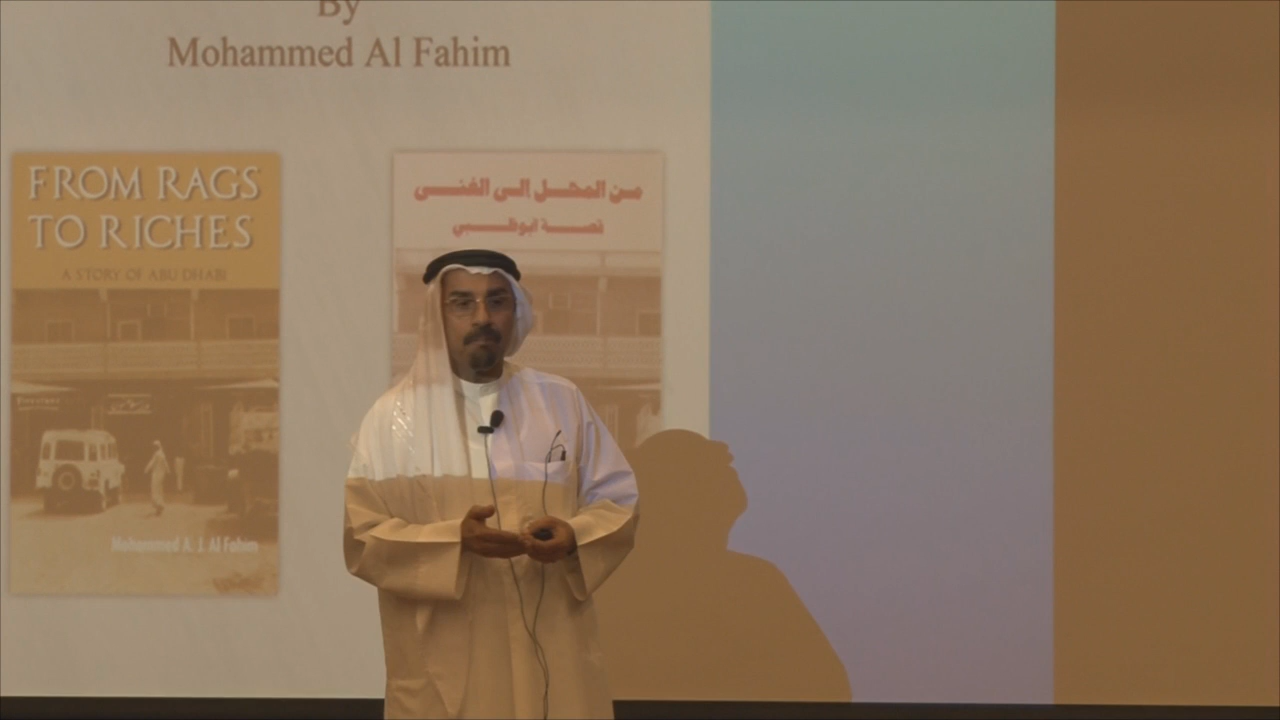 By
Mohammed Al Fahim
FROM RAGS
TO RICHES
A STORY OF ABU DHABI
Mohammed A. J. Al Fahim
من المحل إلى الغنى
قصة ابوظبي